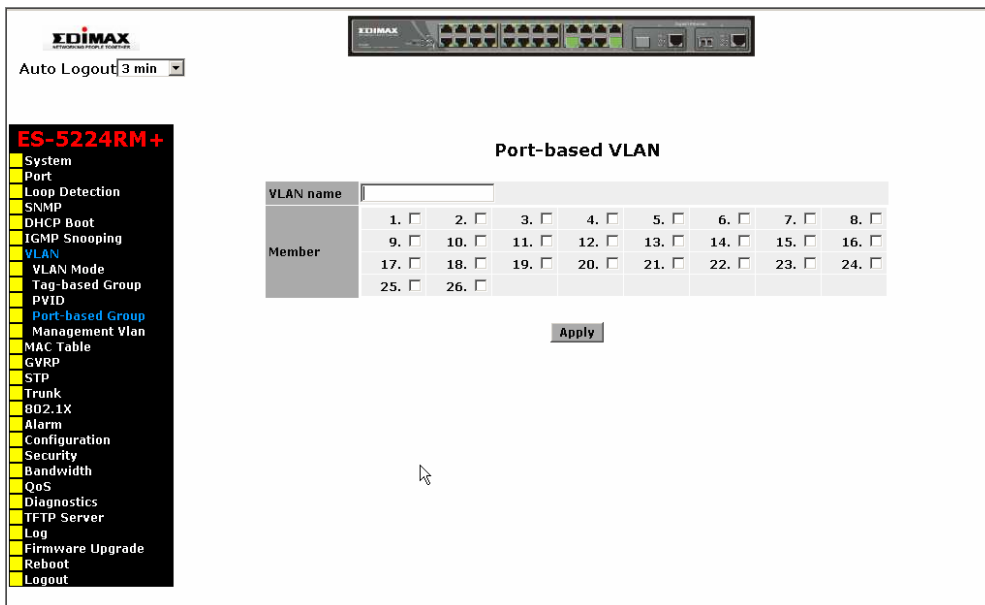 EDIMAX
NETWORKING PEOPLE TOGETHER
EDIMAX
Auto Logout 3 min
ES-5224RM+
System
Port
Loop Detection
SNMP
DHCP Boot
IGMP Snooping
VLAN
VLAN Mode
Tag-based Group
PVID
Port-based Group
Management Vlan
MAC Table
GVRP
STP
Trunk
802.1X
Alarm
Configuration
Security
Bandwidth
QoS
Diagnostics
TFTP Server
Log
Firmware Upgrade
Reboot
Logout
Port-based VLAN
VLAN name
Member
1. 2. 3. 4. 5. 6. 7. 8.
9. 10. 11. 12. 13. 14. 15. 16.
17. 18. 19. 20. 21. 22. 23. 24.
25. 26.
Apply